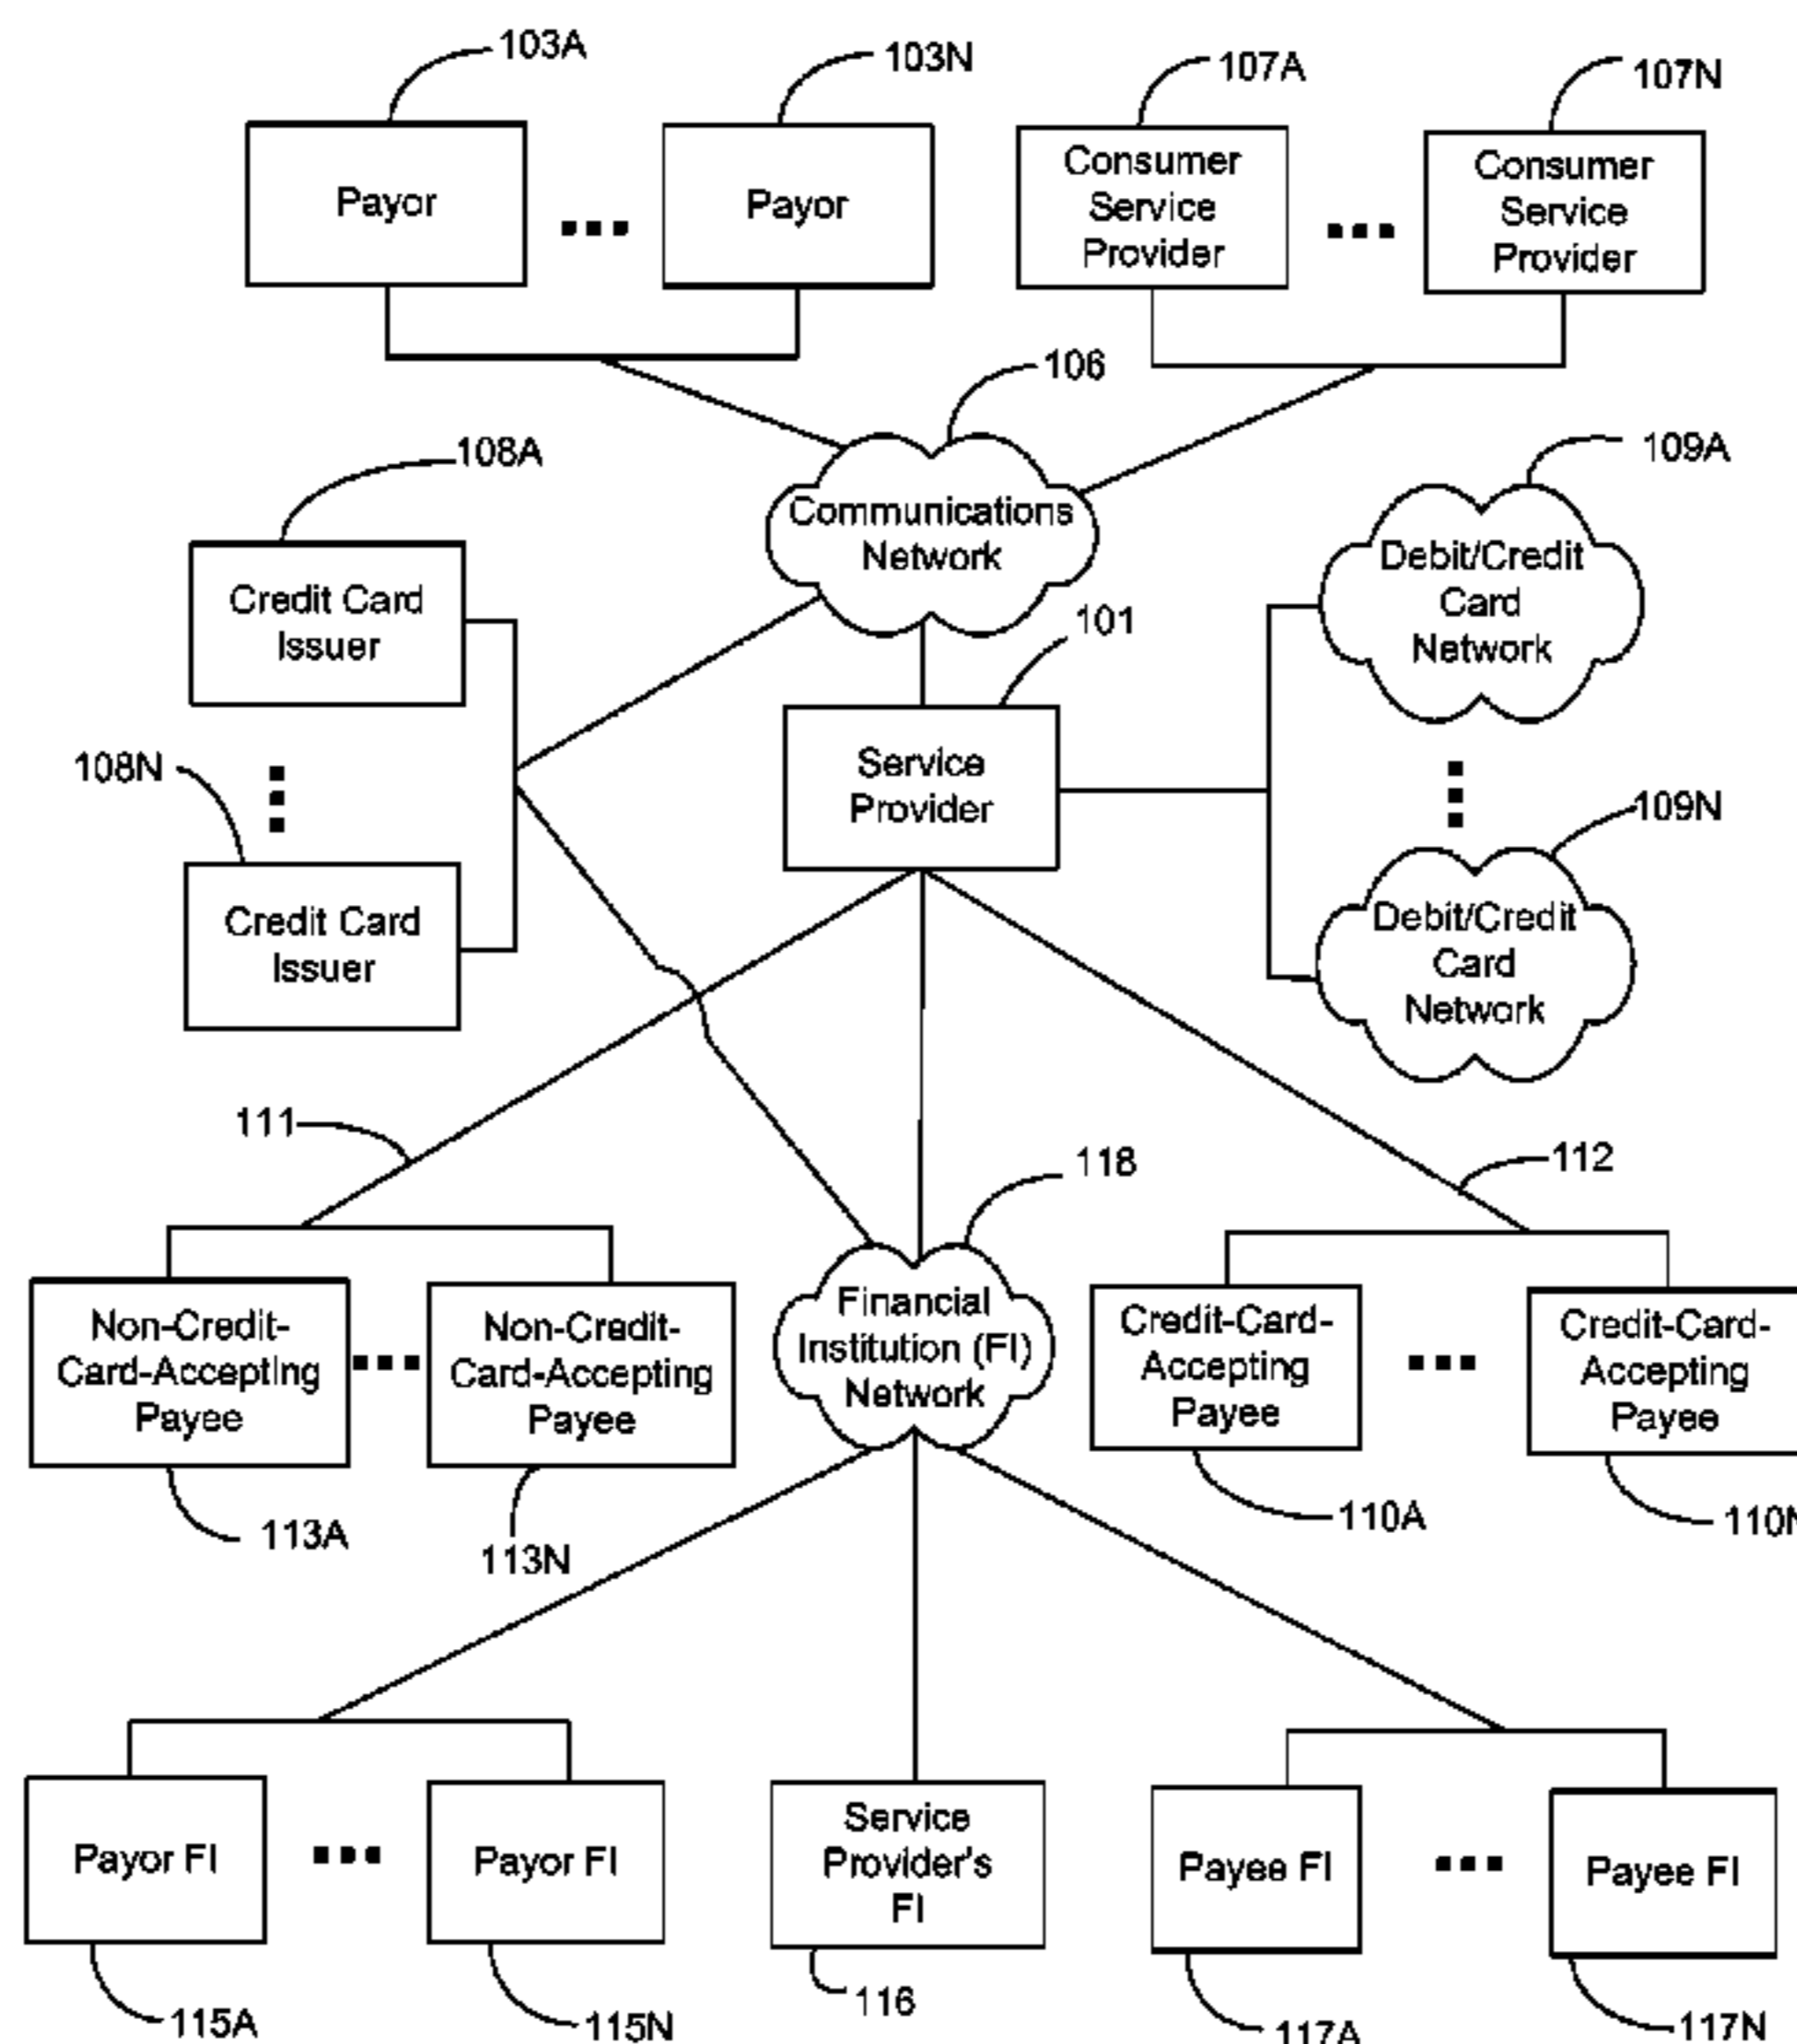 103A
103N
107A
107N
Payor
Payor
Consumer
Service
Provider
Consumer
Service
Provider
106
108A
109A
Communications
Network
Credit Card
Issuer
Debit/Credit
Card
Network
101
108N
Service
Provider
109N
Credit Card
Issuer
Debit/Credit
Card
Network
111
118
112
Non-Credit-
Card-Accepting
Payee
Non-Credit-
Card-Accepting
Payee
Financial
Institution (FI)
Network
Credit-Card-
Accepting
Payee
Credit-Card-
Accepting
Payee
113A
113N
110A
110N
Payor FI
Payor FI
Service
Provider's
FI
Payee FI
Payee FI
115A
115N
116
117A
117N